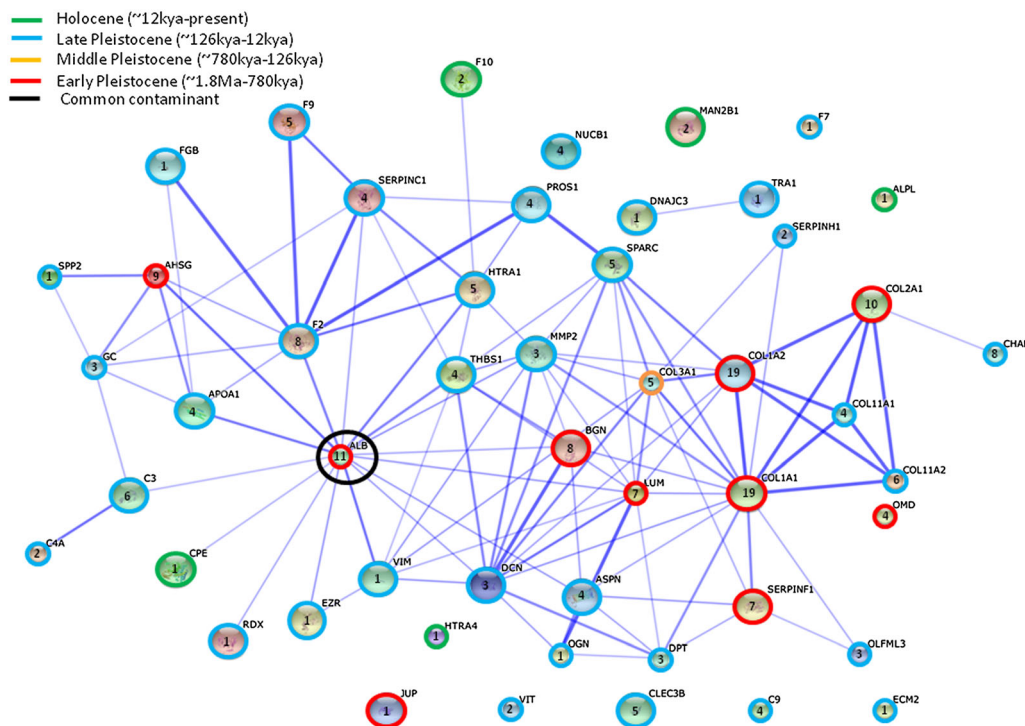 Holocene (~12kya-present)
Late Pleistocene (~126kya-12kya)
Middle Pleistocene (~780kya-126kya)
Early Pleistocene (~1.8Ma-780kya)
Common contaminant
F10
2
F9
5
MAN2B1
2
F7
1
NUCB1
4
FGB
1
SERPINC1
4
PROS1
4
DNAJC3
1
TRA1
1
ALPL
1
SERPINH1
2
SPARC
5
SPP2
1
AHSG
9
HTRA1
5
COL2A1
10
F2
8
MMP2
3
CHAD
8
GC
3
THBS1
4
COL3A1
5
COL1A2
19
APOA1
4
COL11A1
4
ALB
11
BGN
8
COL11A2
6
C3
6
LUM
7
COL1A1
19
OMD
4
C4A
2
CPE
1
VIM
1
DCN
3
ASPN
4
SERPINF1
7
EZR
1
RDX
1
HTRA4
1
OGN
1
DPT
3
OLFML3
3
JUP
1
VIT
2
CLEC3B
5
C9
4
ECM2
1